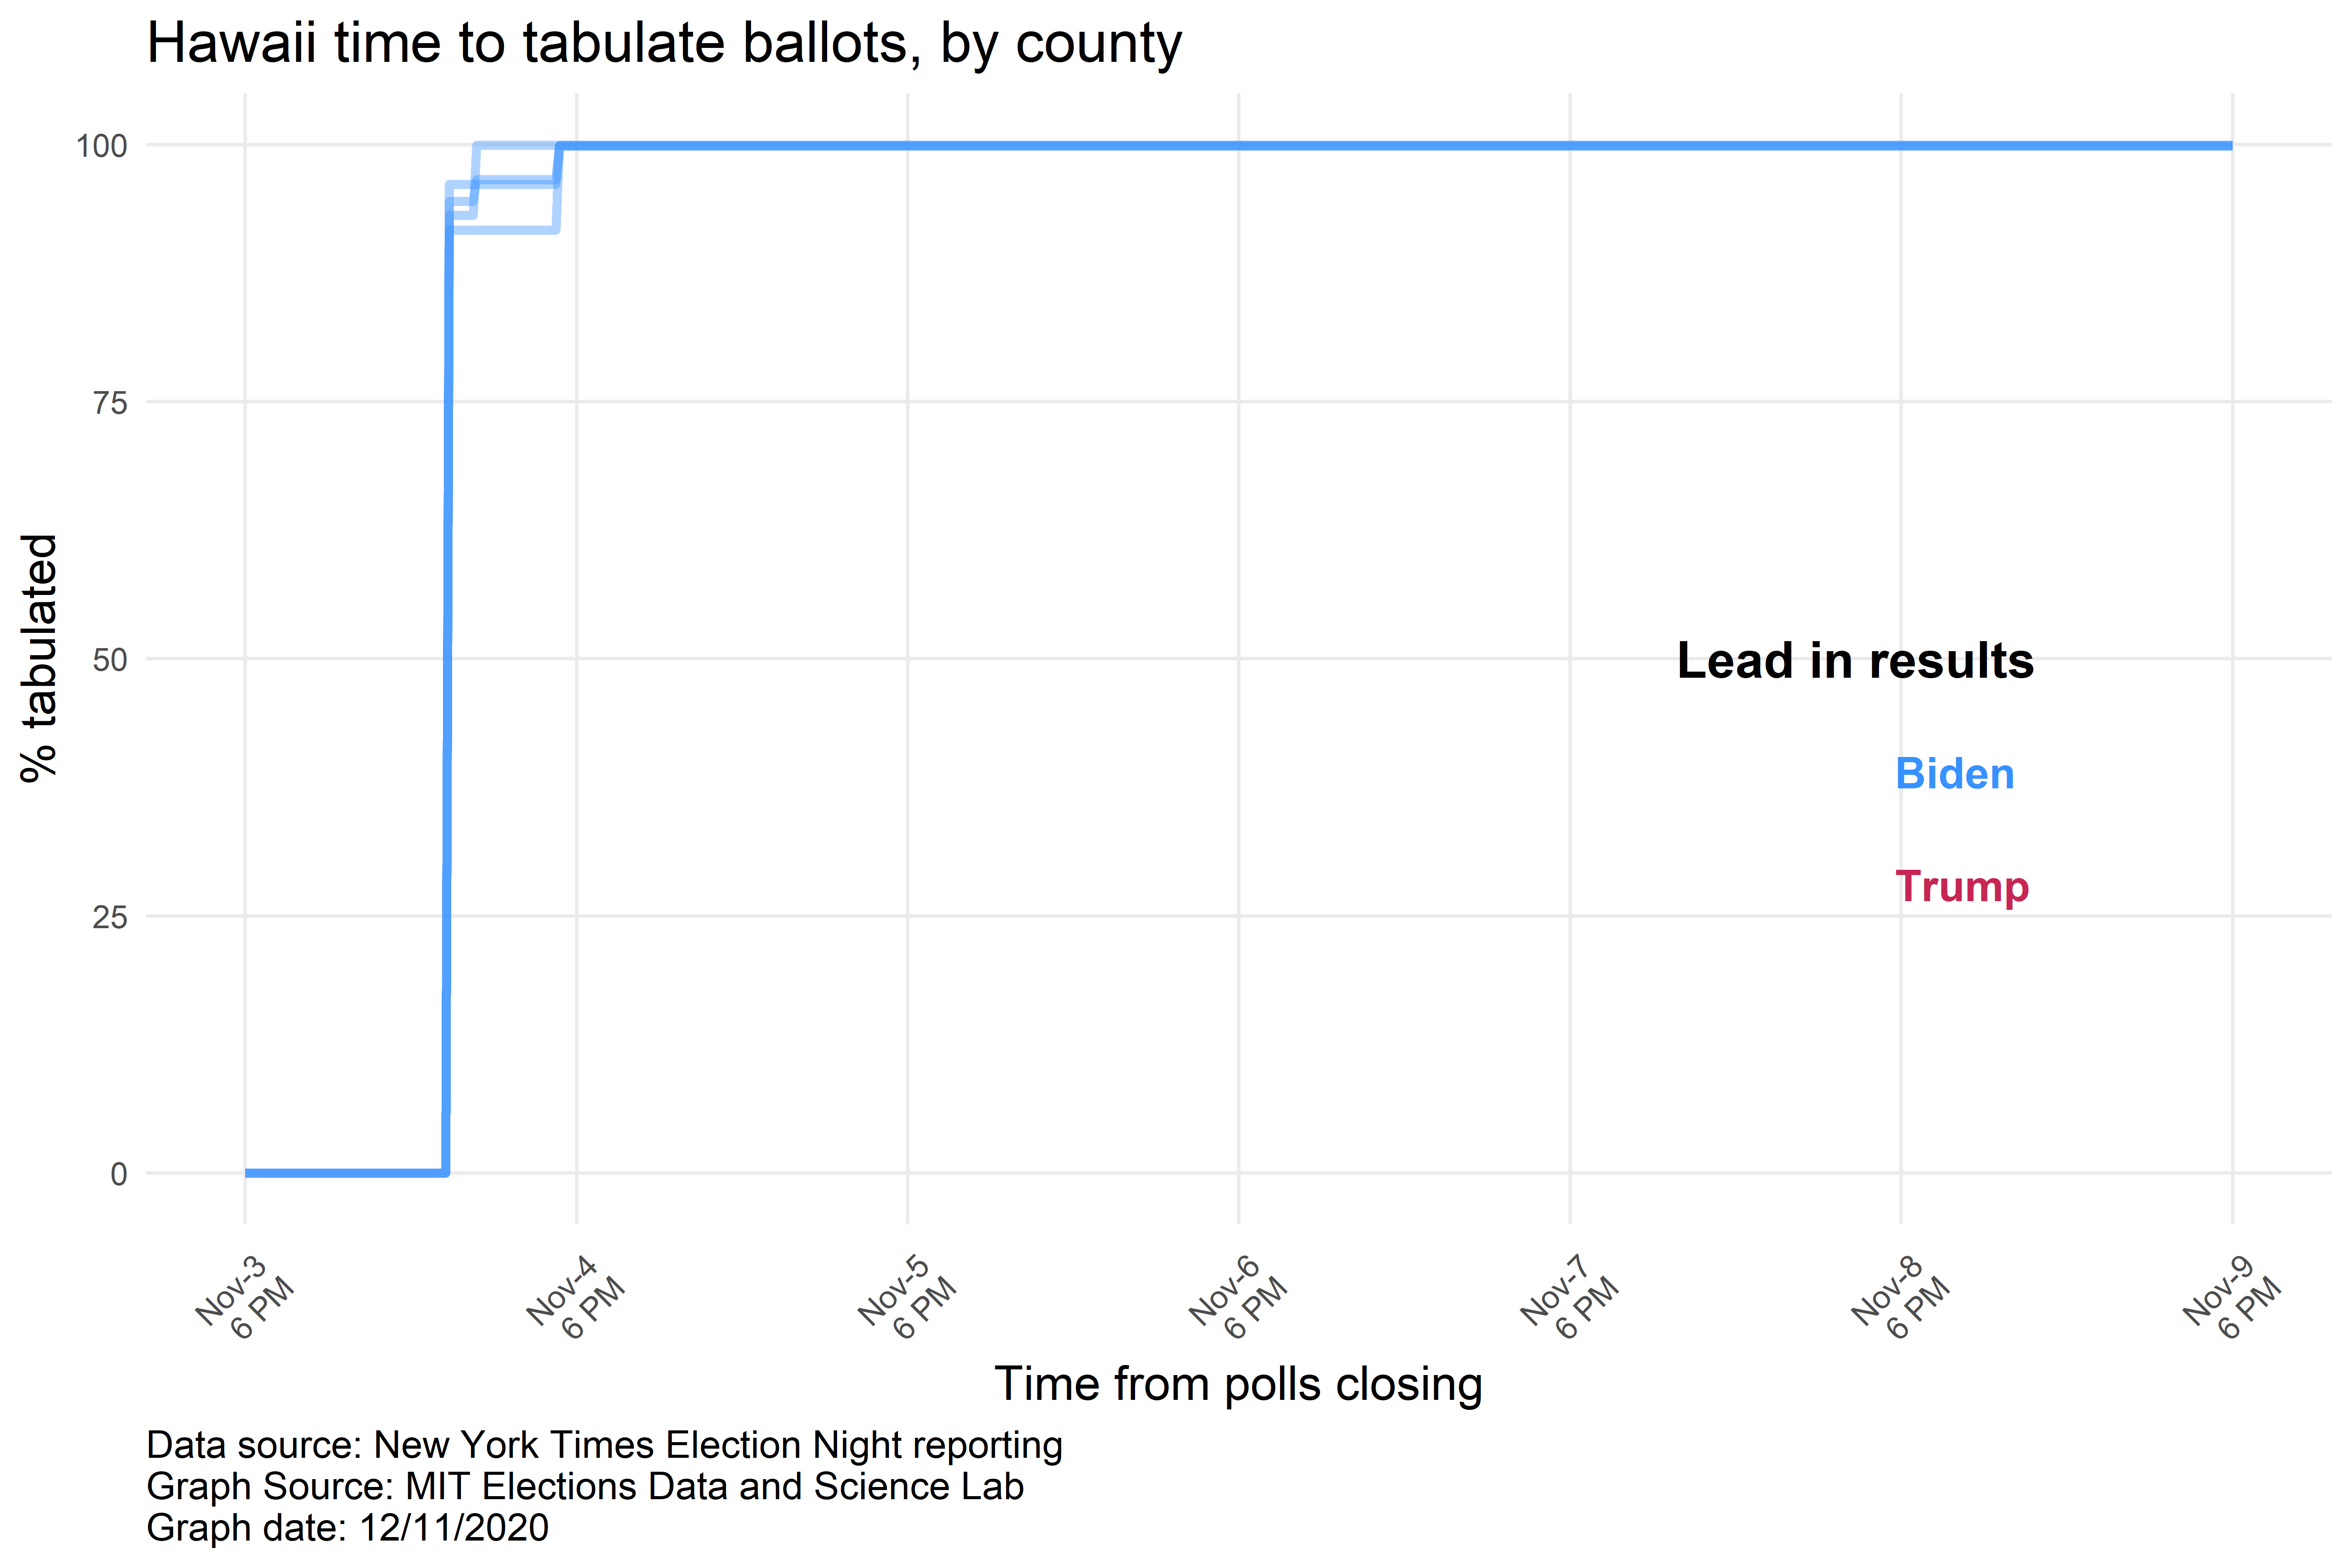 Hawaii time to tabulate ballots, by county
% tabulated
100
75
50
25
0
Lead in results
Biden
Trump
Nov-3
6 PM
Nov-4
6 PM
Nov-5
6 PM
Nov-6
6 PM
Nov-7
6 PM
Nov-8
6 PM
Nov-9
6 PM
Time from polls closing
Data source: New York Times Election Night reporting
Graph Source: MIT Elections Data and Science Lab
Graph date: 12/11/2020